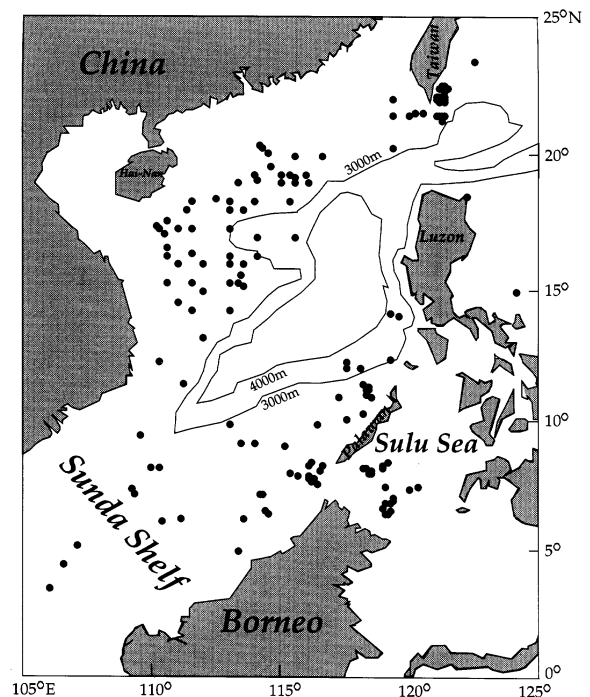 25°N
China
Taiwan
3000m
20°
Hai-Nan
Luzon
15°
4000m
3000m
10°
Palawan
Sulu Sea
Sunda Shelf
5°
Borneo
0°
105°E
110°
115°
120°
125°